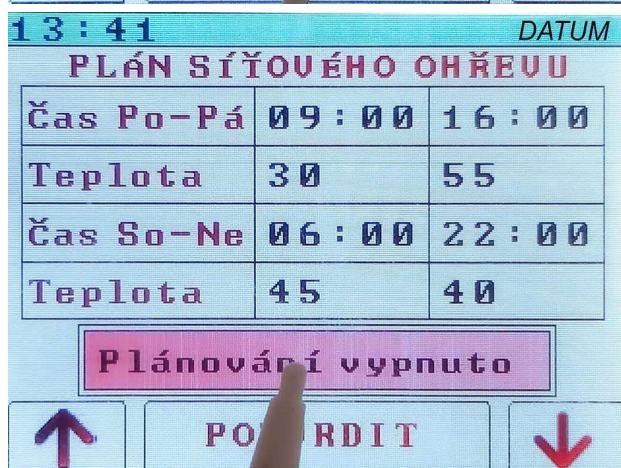 13:41 DATUM
PLÁN SÍŤOVÉHO OHŘEVU
Čas Po-Pá 09:00 16:00
Teplota 30 55
Čas So-Ne 06:00 22:00
Teplota 45 40
Plánování vypnuto